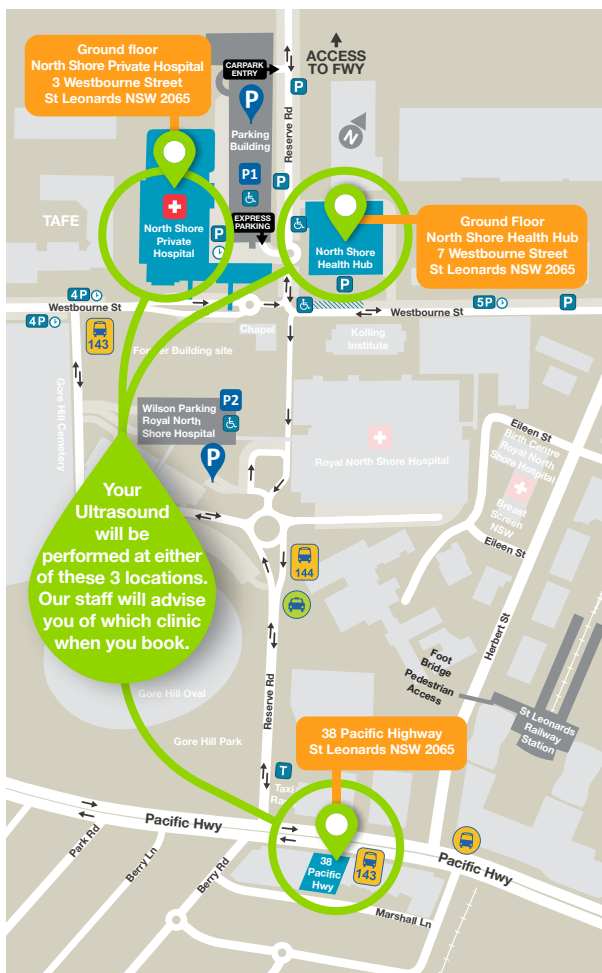 Ground floor
North Shore Private Hospital
3 Westbourne Street
St Leonards NSW 2065
CARPARK
ENTRY
ACCESS
TO FWY
P
P
Parking
Building
Reserve Rd
N
P1
P
TAFE
EXPRESS
PARKING
North Shore
Private
Hospital
P
North Shore
Health Hub
Ground Floor
North Shore Health Hub
7 Westbourne Street
St Leonards NSW 2065
P
4P
Westbourne St
4P
143
5P
P
Westbourne St
Chapel
Kolling
Institute
Former Building site
Gore Hill Cemetery
P2
Wilson Parking
Royal North
Shore Hospital
P
Royal North Shore Hospital
Eileen St
Birth Centre
Royal North
Shore Hospital
Breast
Screen
NSW
Eileen St
Your
Ultrasound
will be
performed at either
of these 3 locations.
Our staff will advise
you of which clinic
when you book.
144
Herbert St
Foot
Bridge
Pedestrian
Access
St Leonards
Railway
Station
Gore Hill Oval
Reserve Rd
Gore Hill Park
38 Pacific Highway
St Leonards NSW 2065
T
Taxi
Pacific Hwy
Park Rd
Berry Ln
Berry Rd
38
Pacific
Hwy
143
Pacific Hwy
Marshall Ln